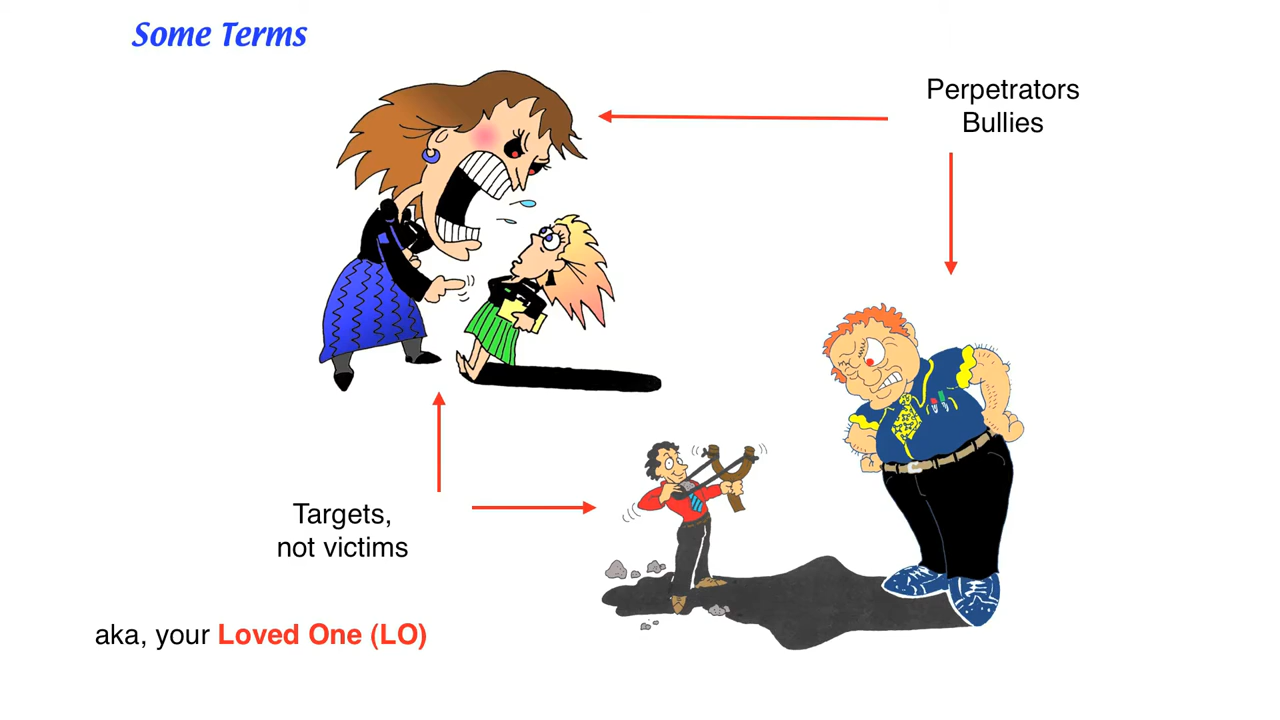 Some Terms
Perpetrators
Bullies
Targets,
not victims
aka, your Loved One (LO)